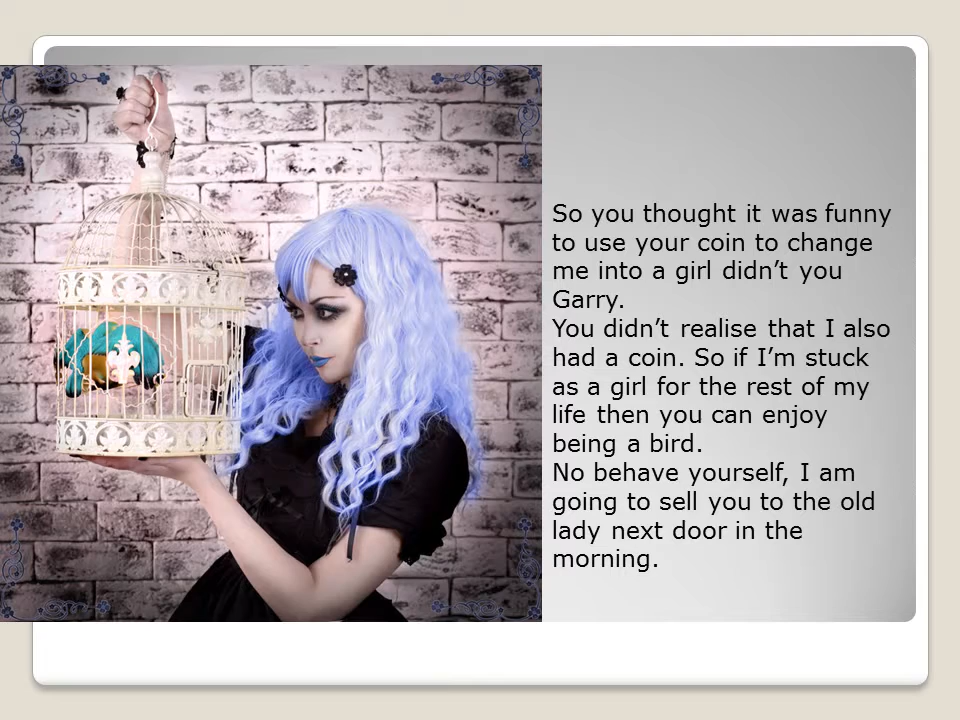 So you thought it was funny
to use your coin to change
me into a girl didn’t you
Garry.
You didn’t realise that I also
had a coin. So if I’m stuck
as a girl for the rest of my
life then you can enjoy
being a bird.
No behave yourself, I am
going to sell you to the old
lady next door in the
morning.